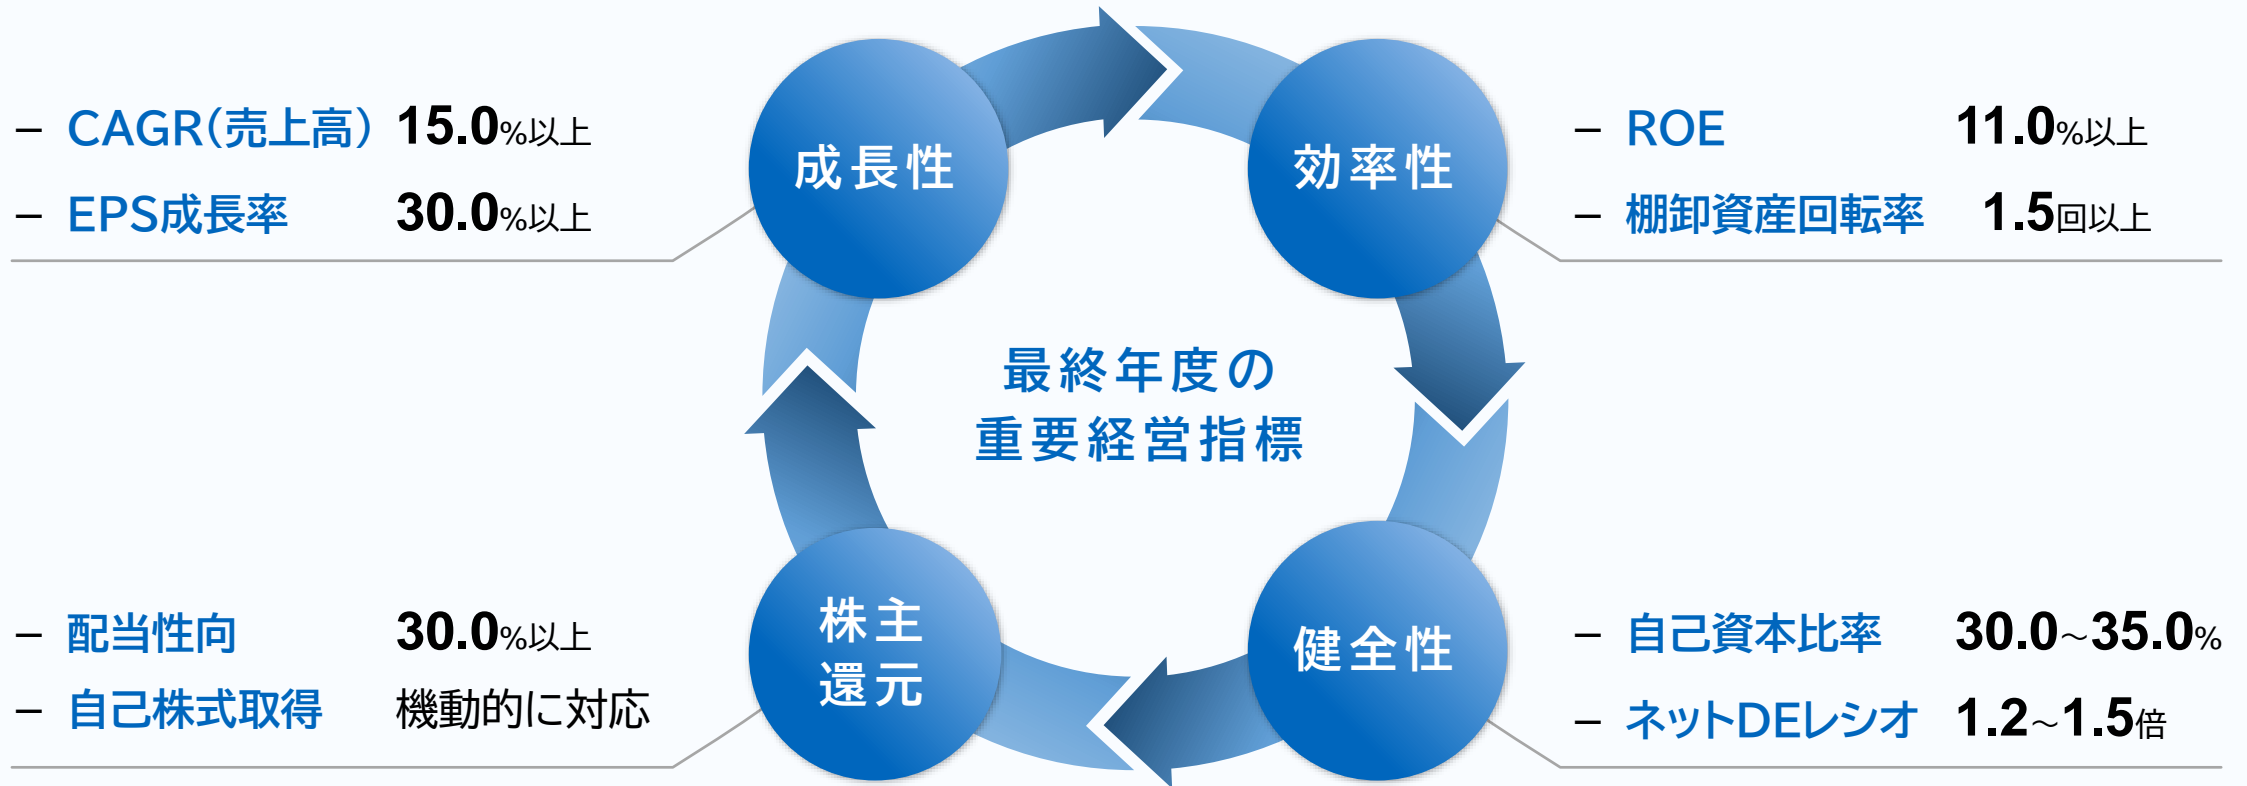 – CAGR(売上高) 15.0%以上
– EPS成長率 30.0%以上
成長性
効率性
– ROE 11.0%以上
– 棚卸資産回転率 1.5回以上
最終年度の
重要経営指標
– 配当性向 30.0%以上
– 自己株式取得 機動的に対応
株主
還元
健全性
– 自己資本比率 30.0～35.0%
– ネットDEレシオ 1.2～1.5倍